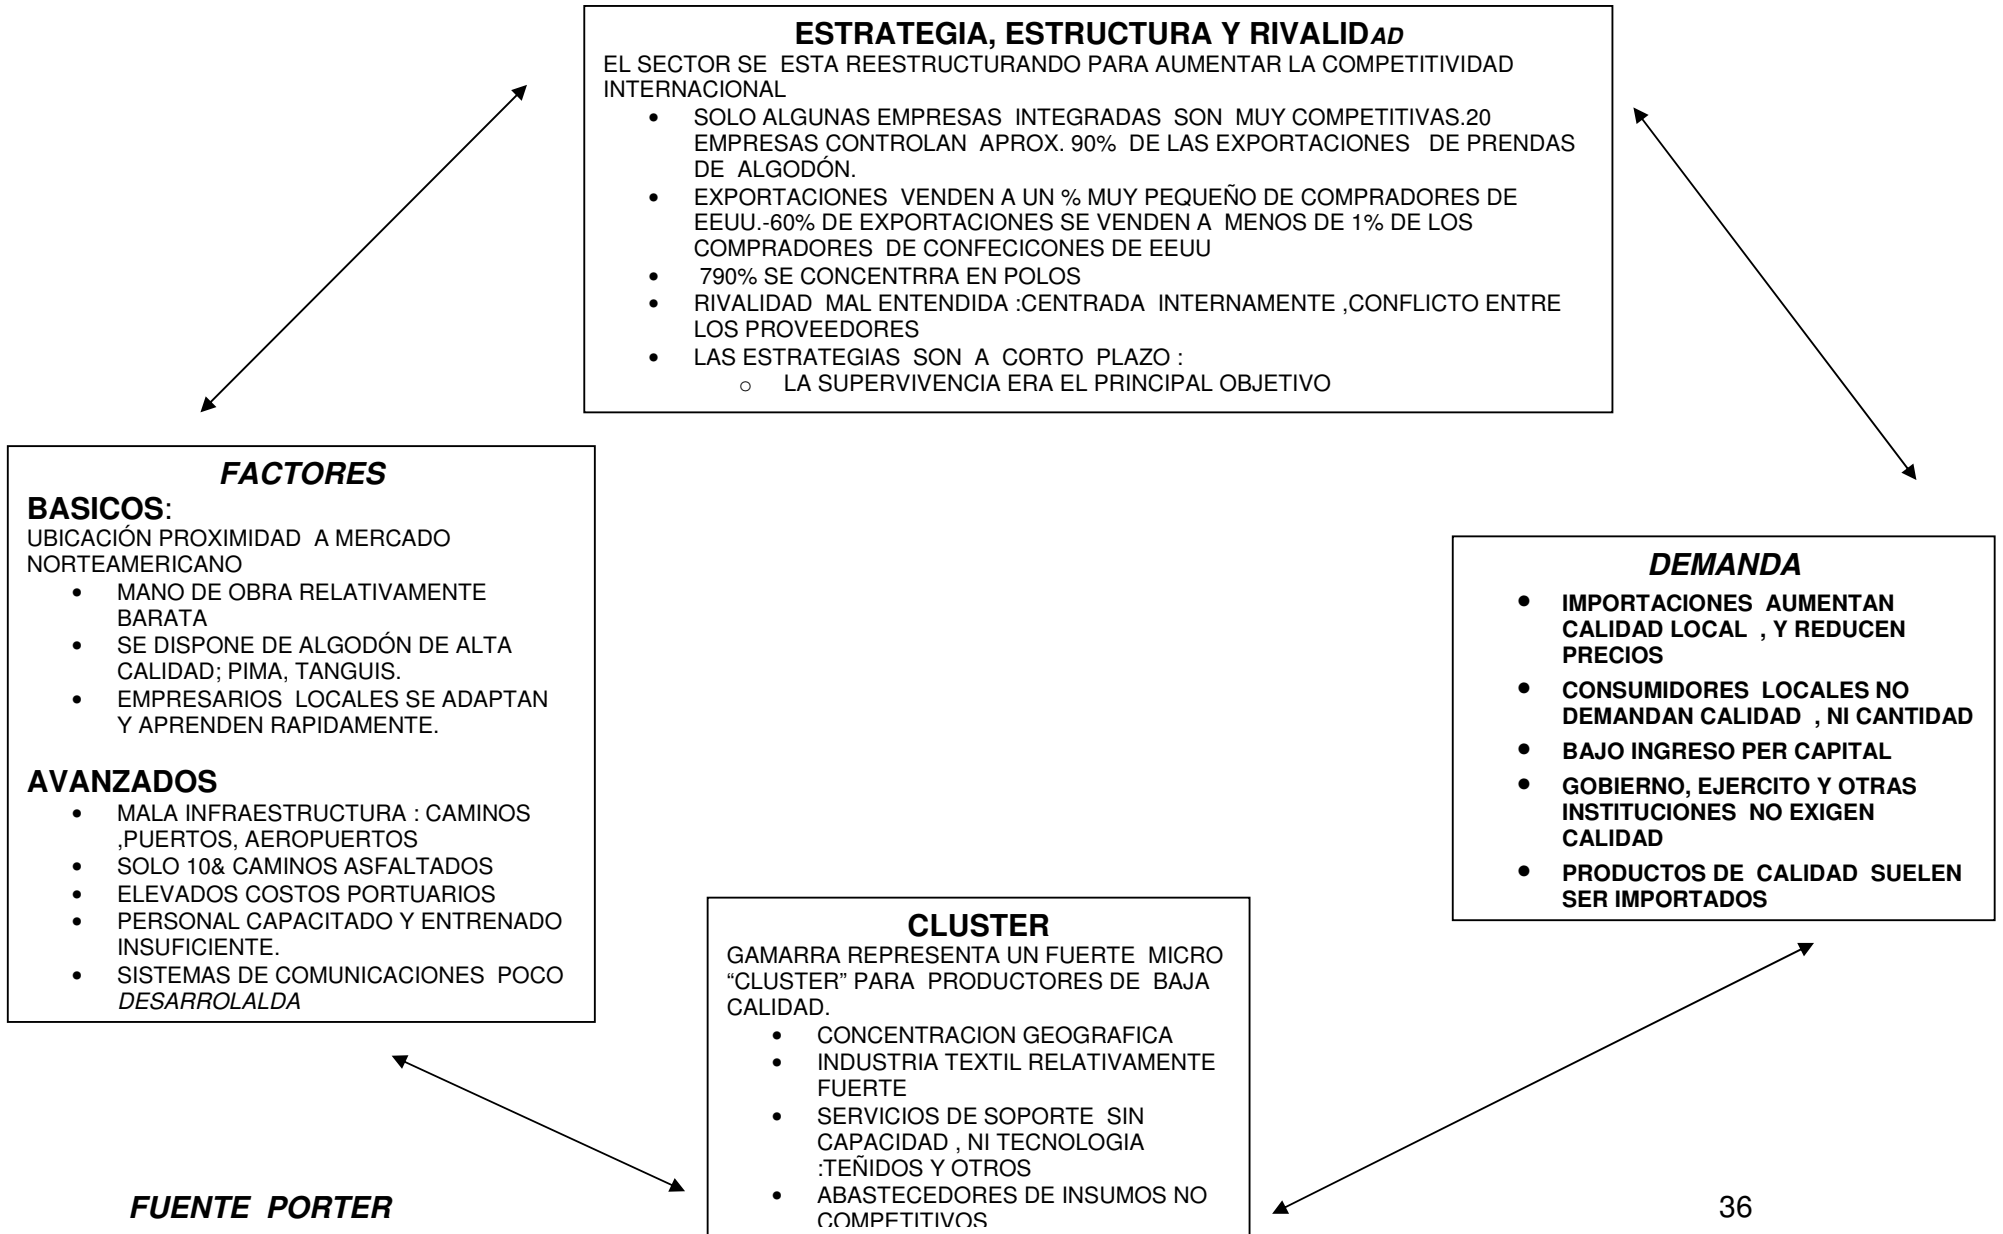 ESTRATEGIA, ESTRUCTURA Y RIVALIDAD
EL SECTOR SE ESTA REESTRUCTURANDO PARA AUMENTAR LA COMPETITIVIDAD
INTERNACIONAL
• SOLO ALGUNAS EMPRESAS INTEGRADAS SON MUY COMPETITIVAS.20
EMPRESAS CONTROLAN APROX. 90% DE LAS EXPORTACIONES DE PRENDAS
DE ALGODÓN.
• EXPORTACIONES VENDEN A UN % MUY PEQUEÑO DE COMPRADORES DE
EEUU.-60% DE EXPORTACIONES SE VENDEN A MENOS DE 1% DE LOS
COMPRADORES DE CONFECICONES DE EEUU
• 790% SE CONCENTRRA EN POLOS
• RIVALIDAD MAL ENTENDIDA :CENTRADA INTERNAMENTE ,CONFLICTO ENTRE
LOS PROVEEDORES
• LAS ESTRATEGIAS SON A CORTO PLAZO :
○ LA SUPERVIVENCIA ERA EL PRINCIPAL OBJETIVO
FACTORES
BASICOS:
UBICACIÓN PROXIMIDAD A MERCADO
NORTEAMERICANO
• MANO DE OBRA RELATIVAMENTE
BARATA
• SE DISPONE DE ALGODÓN DE ALTA
CALIDAD; PIMA, TANGUIS.
• EMPRESARIOS LOCALES SE ADAPTAN
Y APRENDEN RAPIDAMENTE.
AVANZADOS
• MALA INFRAESTRUCTURA : CAMINOS
,PUERTOS, AEROPUERTOS
• SOLO 10& CAMINOS ASFALTADOS
• ELEVADOS COSTOS PORTUARIOS
• PERSONAL CAPACITADO Y ENTRENADO
INSUFICIENTE.
• SISTEMAS DE COMUNICACIONES POCO
DESARROLALDA
DEMANDA
• IMPORTACIONES AUMENTAN
CALIDAD LOCAL , Y REDUCEN
PRECIOS
• CONSUMIDORES LOCALES NO
DEMANDAN CALIDAD , NI CANTIDAD
• BAJO INGRESO PER CAPITAL
• GOBIERNO, EJERCITO Y OTRAS
INSTITUCIONES NO EXIGEN
CALIDAD
• PRODUCTOS DE CALIDAD SUELEN
SER IMPORTADOS
CLUSTER
GAMARRA REPRESENTA UN FUERTE MICRO
“CLUSTER” PARA PRODUCTORES DE BAJA
CALIDAD.
• CONCENTRACION GEOGRAFICA
• INDUSTRIA TEXTIL RELATIVAMENTE
FUERTE
• SERVICIOS DE SOPORTE SIN
CAPACIDAD , NI TECNOLOGIA
:TEÑIDOS Y OTROS
• ABASTECEDORES DE INSUMOS NO
COMPETITIVOS
FUENTE PORTER
36